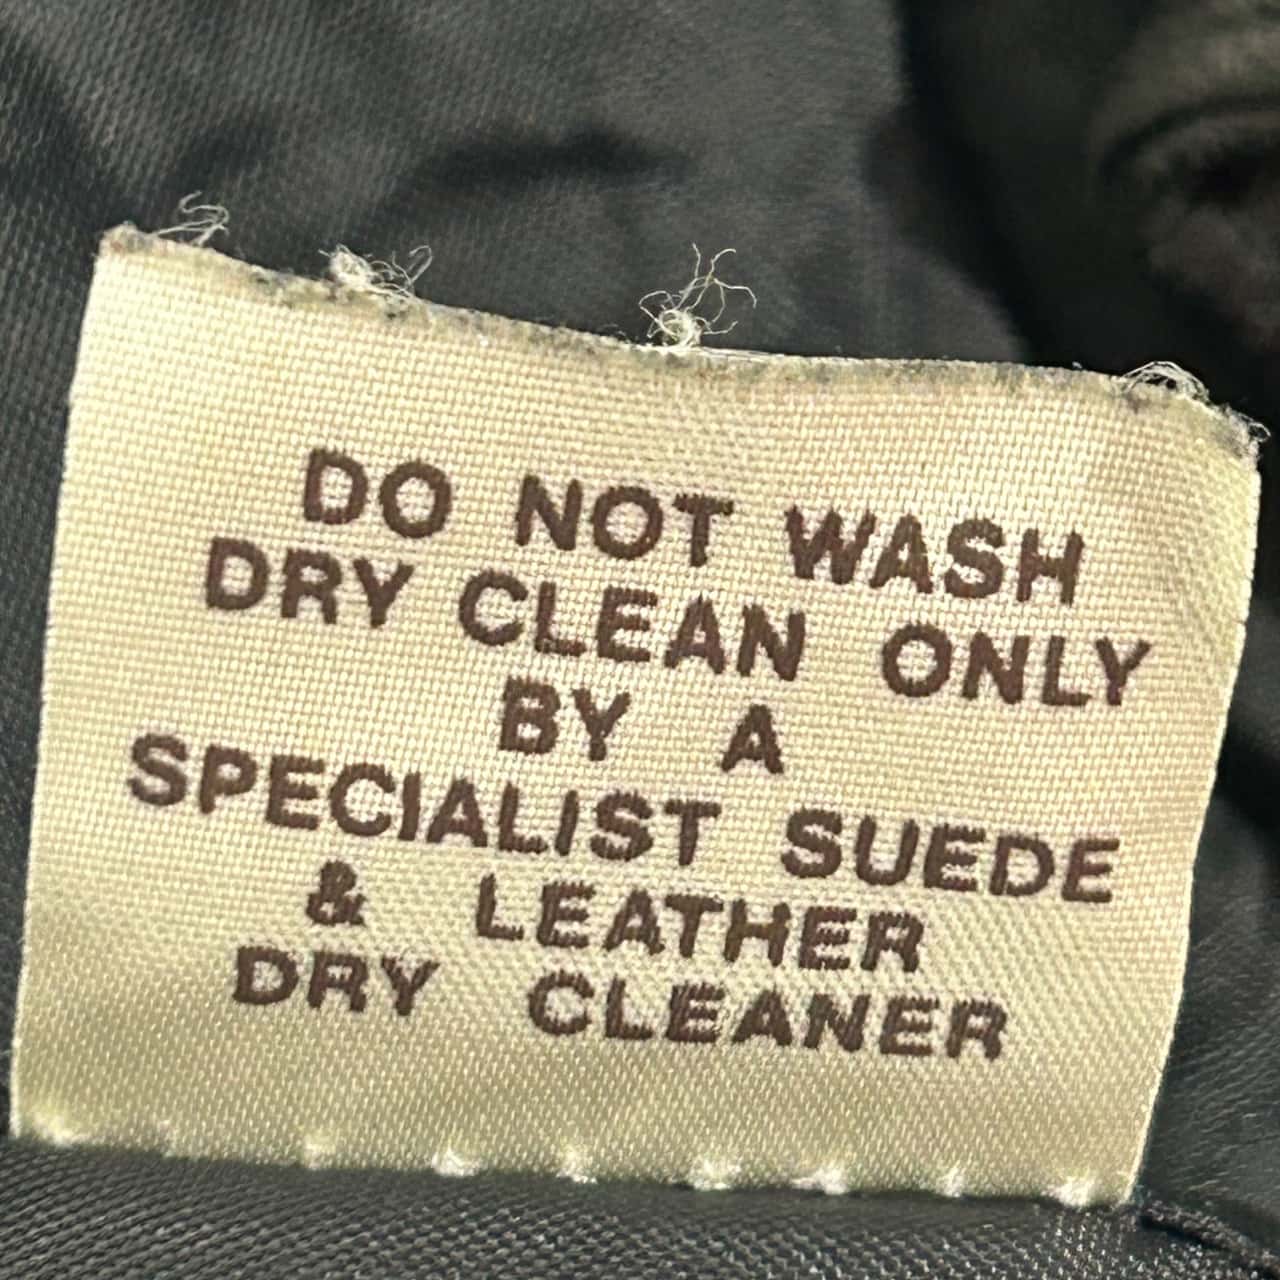 DO NOT WASH
DRY CLEAN ONLY
BY A
SPECIALIST SUEDE
& LEATHER
DRY CLEANER